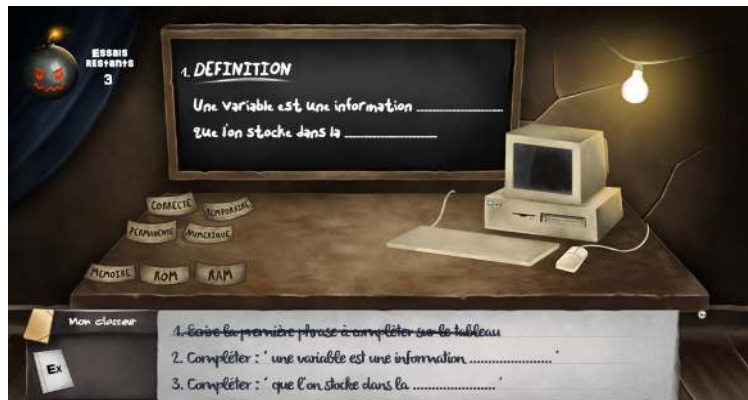 Essais
Restants
3
1. DEFINITION
Une variable est une information ....................
que l'on stocke dans la ....................
CORRECTE
TEMPORAIRE
PERMANENTE
NUMERIQUE
MEMOIRE
ROM
RAM
Mon classeur
Ex
1. Ecrire la première phrase à compléter sur le tableau
2. Compléter : " une variable est une information .................... "
3. Compléter : " que l'on stocke dans la .................... "